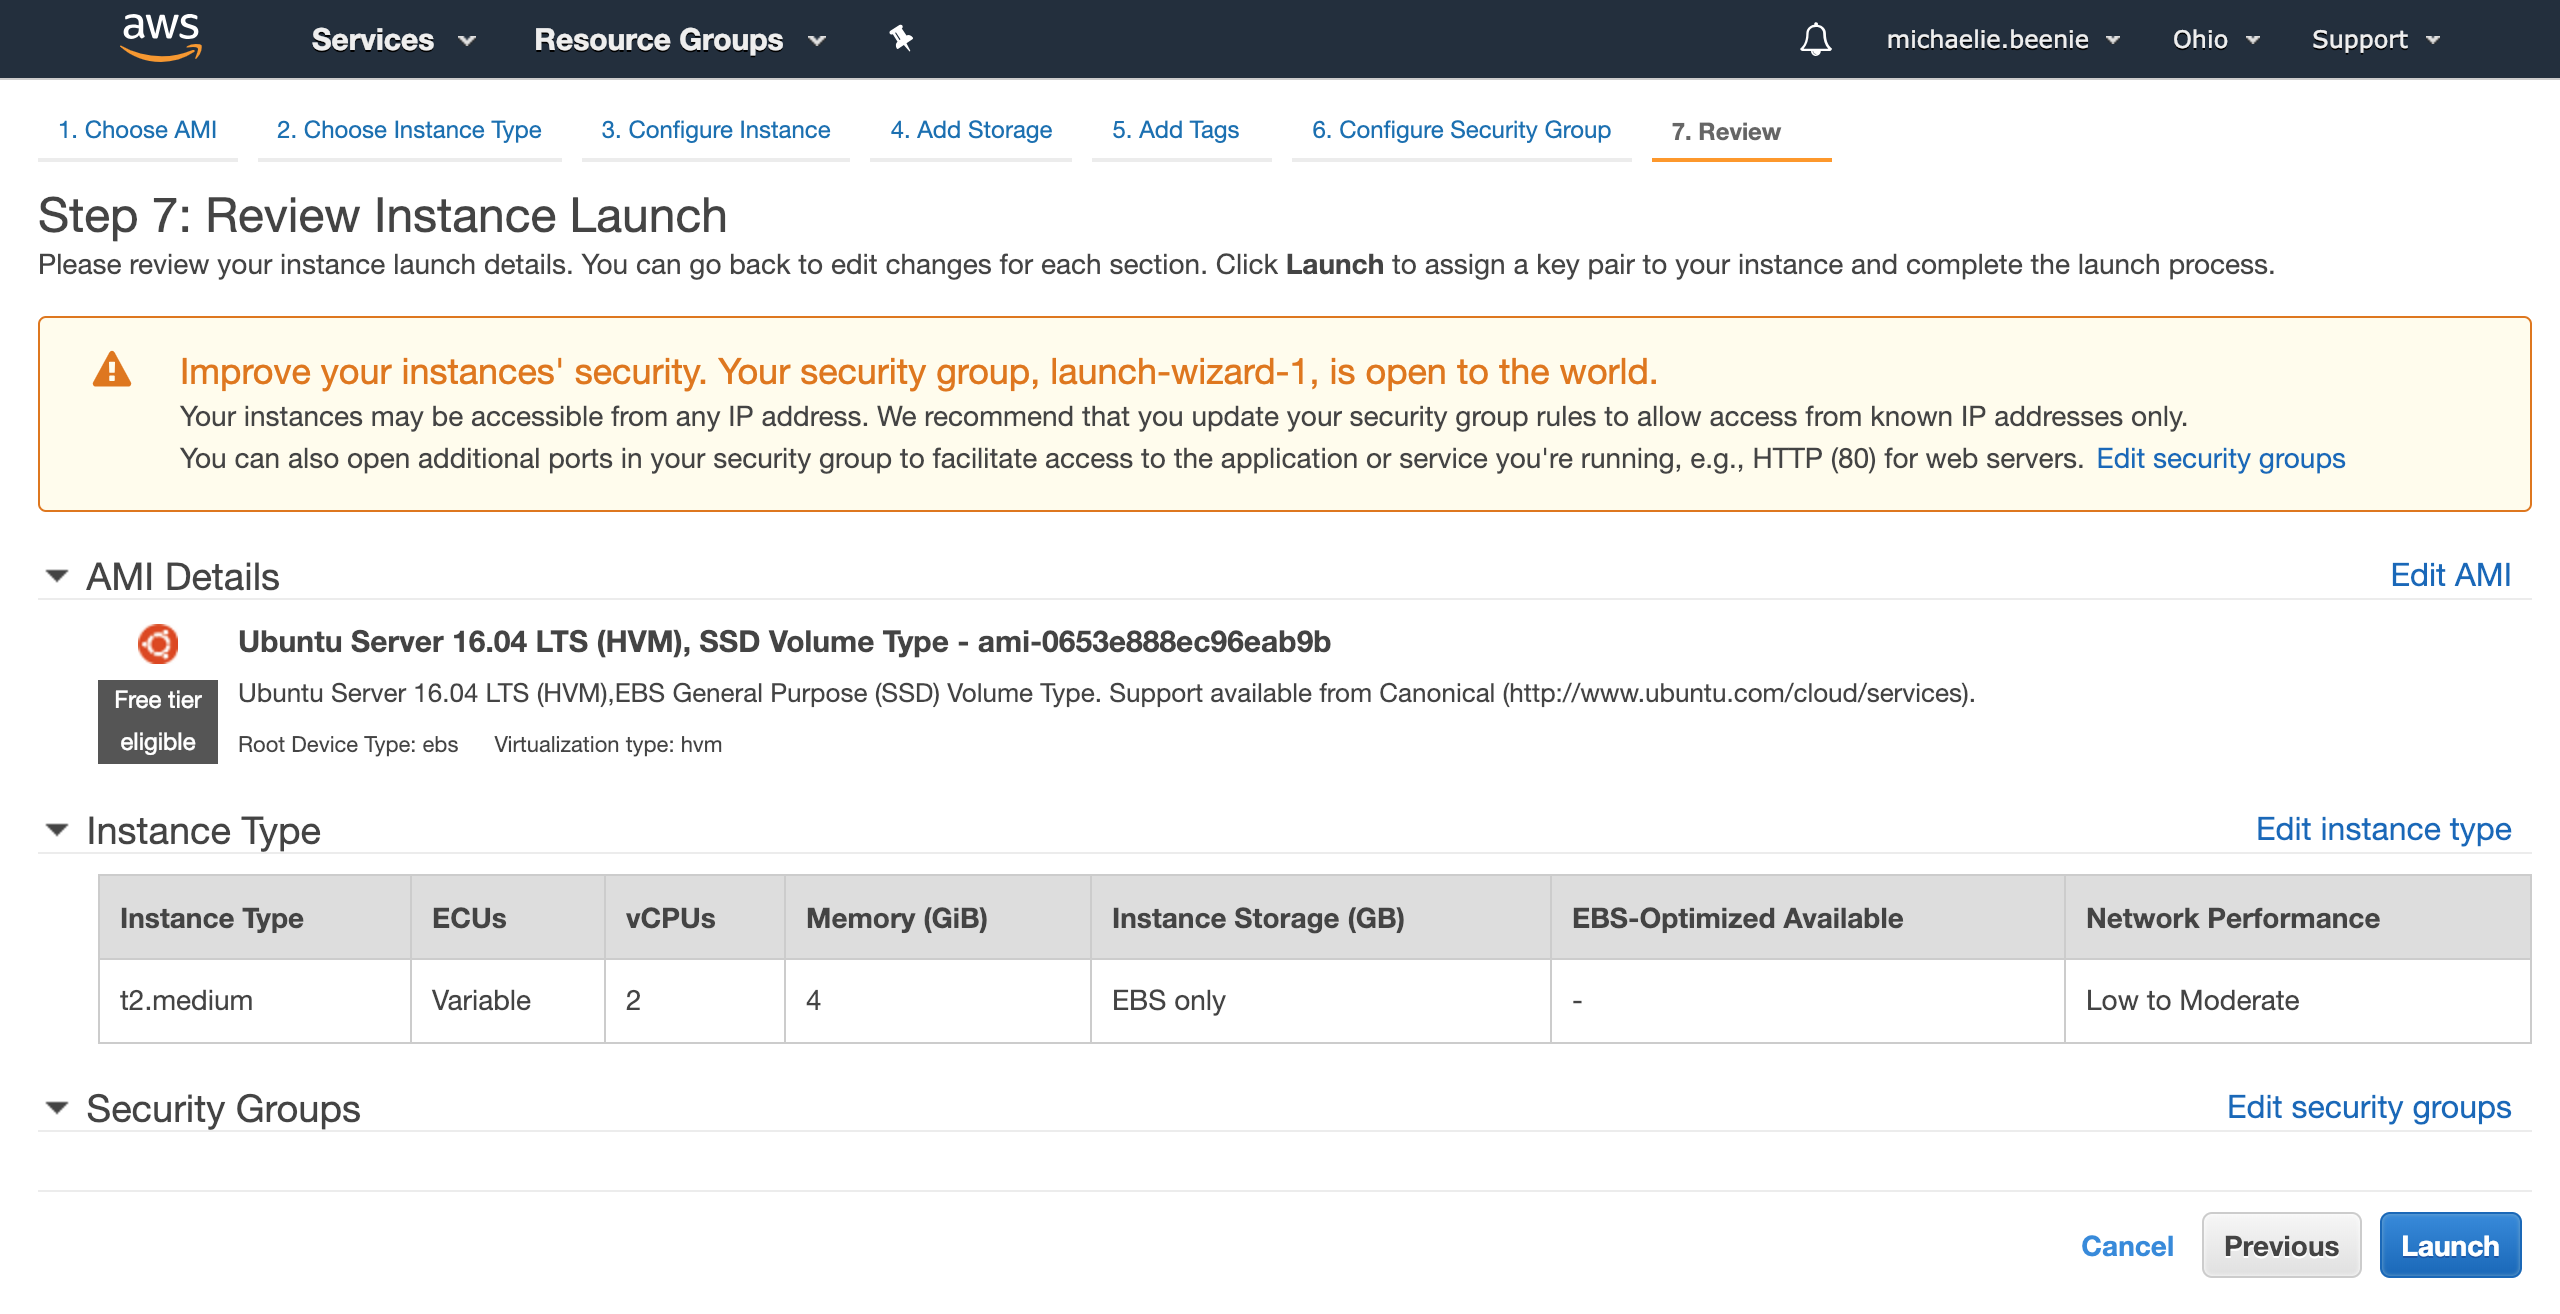 aws
Services Resource Groups michaelie.beenie Ohio Support
1. Choose AMI 2. Choose Instance Type 3. Configure Instance 4. Add Storage 5. Add Tags 6. Configure Security Group 7. Review
Step 7: Review Instance Launch
Please review your instance launch details. You can go back to edit changes for each section. Click Launch to assign a key pair to your instance and complete the launch process.
Improve your instances' security. Your security group, launch-wizard-1, is open to the world.
Your instances may be accessible from any IP address. We recommend that you update your security group rules to allow access from known IP addresses only.
You can also open additional ports in your security group to facilitate access to the application or service you're running, e.g., HTTP (80) for web servers. Edit security groups
AMI Details Edit AMI
Ubuntu Server 16.04 LTS (HVM), SSD Volume Type - ami-0653e888ec96eab9b
Free tier
eligible
Ubuntu Server 16.04 LTS (HVM),EBS General Purpose (SSD) Volume Type. Support available from Canonical (http://www.ubuntu.com/cloud/services).
Root Device Type: ebs Virtualization type: hvm
Instance Type Edit instance type
Instance Type ECUs vCPUs Memory (GiB) Instance Storage (GB) EBS-Optimized Available Network Performance
t2.medium Variable 2 4 EBS only - Low to Moderate
Security Groups Edit security groups
Cancel Previous Launch